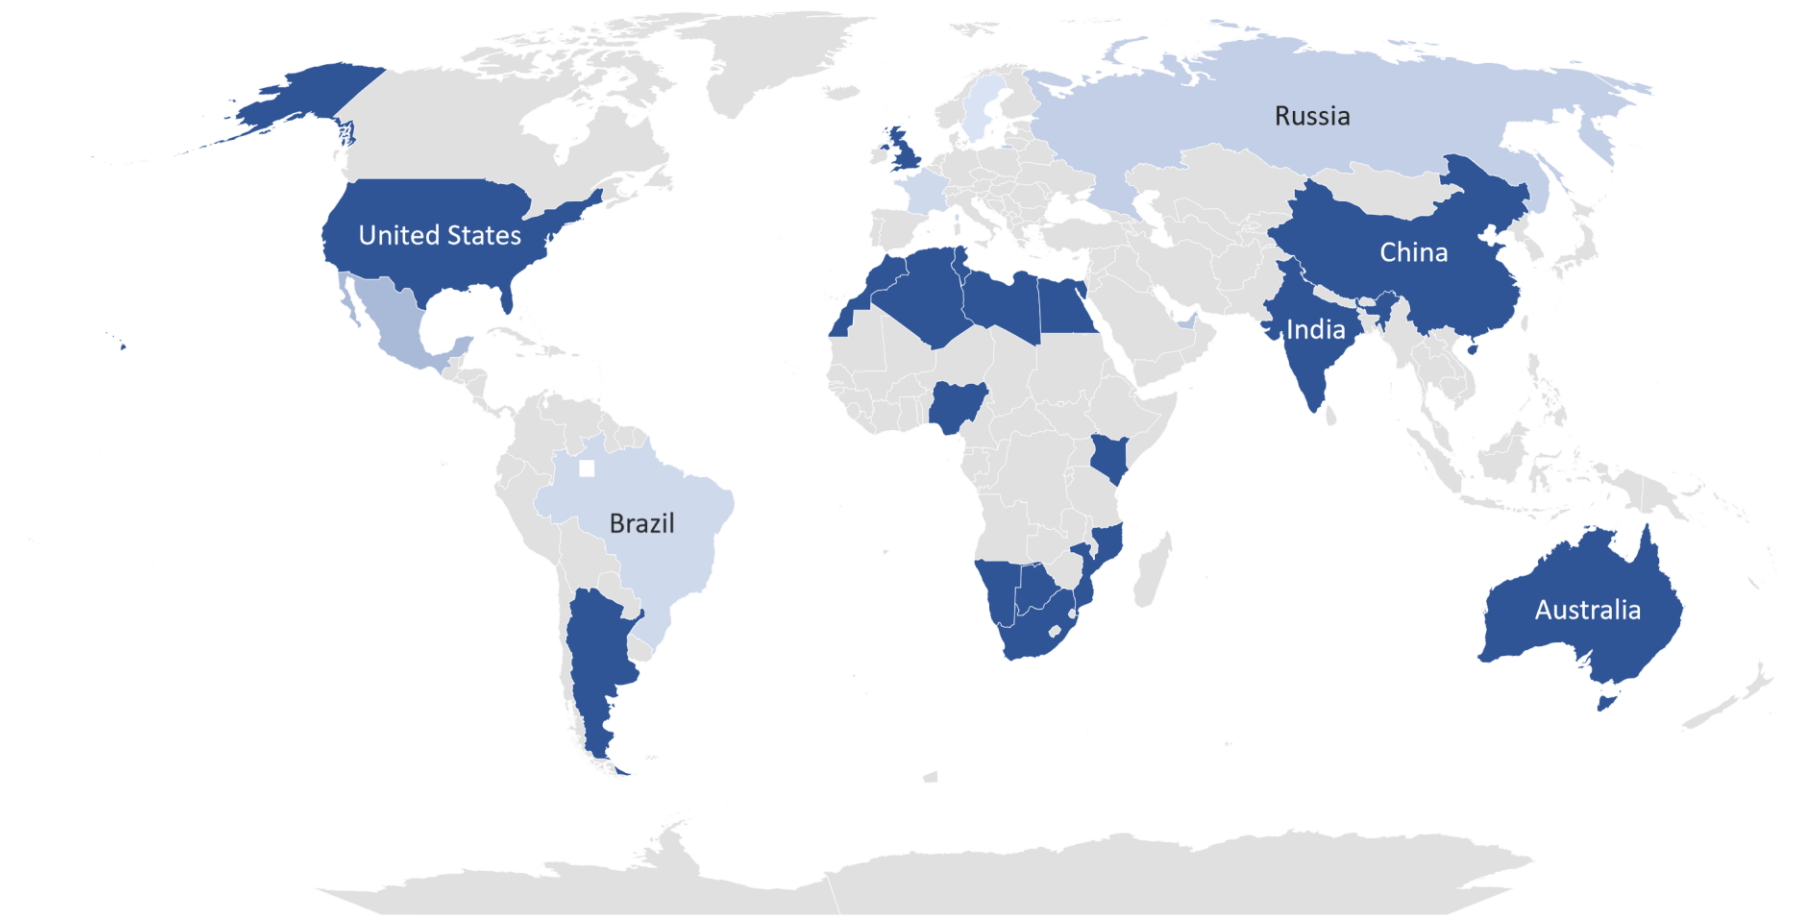 Russia
United States
China
India
Brazil
Australia